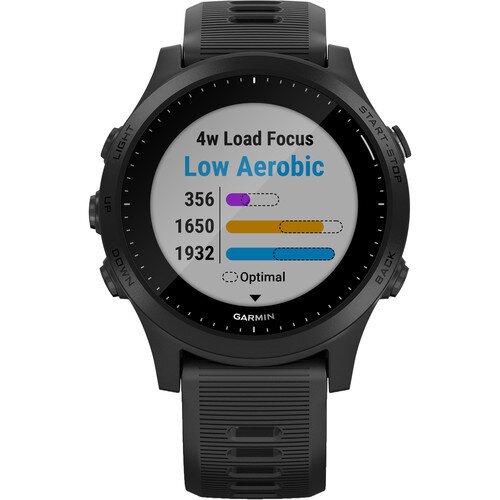 LIGHT
START·STOP
4w Load Focus
Low Aerobic
356
1650
1932
Optimal
UP
DOWN
BACK
GARMIN